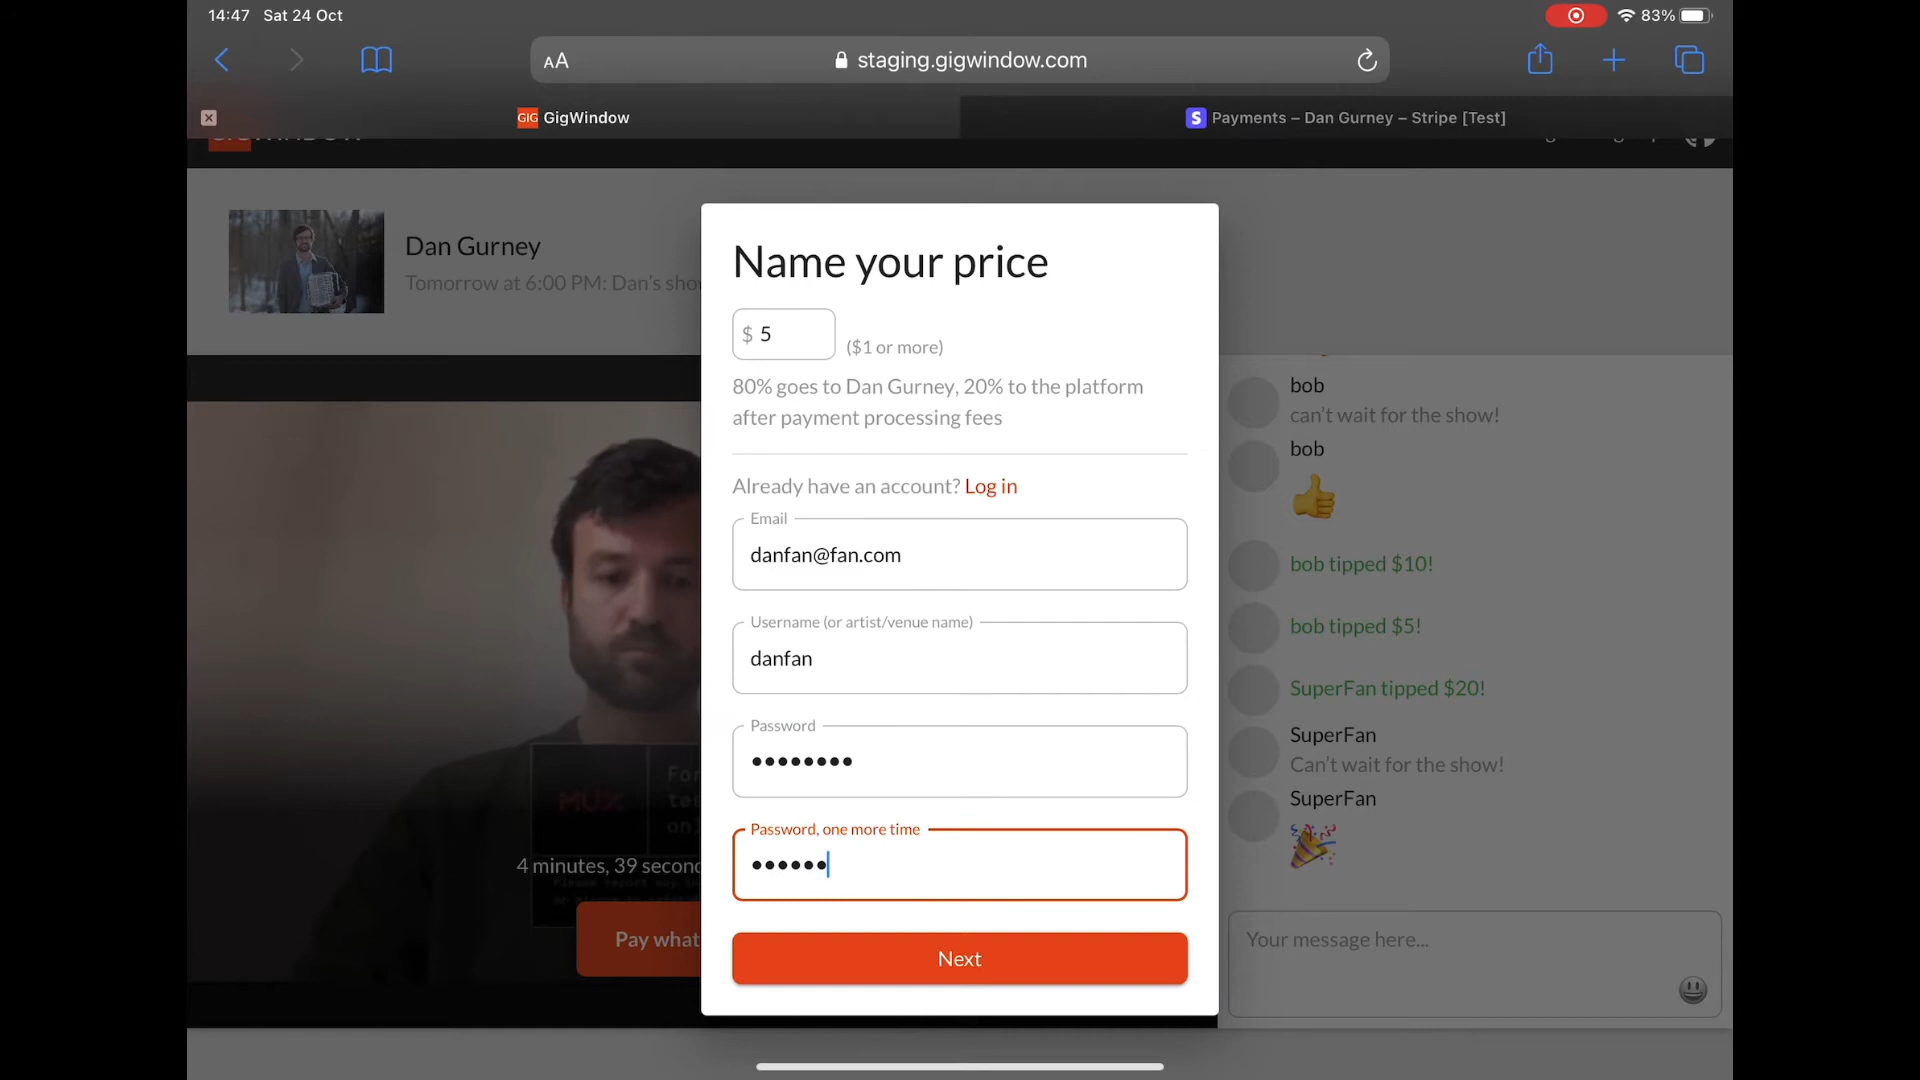 14:47 Sat 24 Oct
83%
AA
staging.gigwindow.com
GIG GigWindow
S Payments – Dan Gurney – Stripe [Test]
Dan Gurney
Tomorrow at 6:00 PM: Dan's sho
Name your price
$ 5
($1 or more)
80% goes to Dan Gurney, 20% to the platform
after payment processing fees
Already have an account? Log in
Email
danfan@fan.com
Username (or artist/venue name)
danfan
Password
••••••••
Password, one more time
••••••
Next
MUX
4 minutes, 39 second
Pay what
bob
can't wait for the show!
bob
bob tipped $10!
bob tipped $5!
SuperFan tipped $20!
SuperFan
Can't wait for the show!
SuperFan
Your message here...